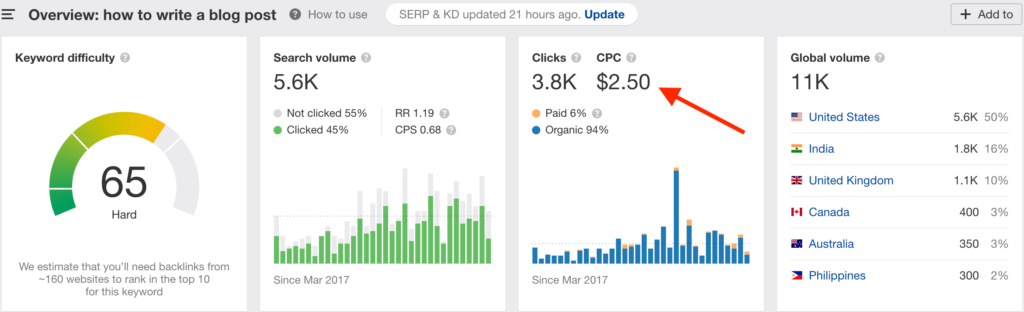 Overview: how to write a blog post
How to use
SERP & KD updated 21 hours ago. Update
+ Add to
Keyword difficulty
65
Hard
We estimate that you'll need backlinks from
~160 websites to rank in the top 10
for this keyword
Search volume
5.6K
Not clicked 55%
Clicked 45%
RR 1.19
CPS 0.68
Since Mar 2017
Clicks
3.8K
CPC
$2.50
Paid 6%
Organic 94%
Since Mar 2017
Global volume
11K
United States 5.6K 50%
India 1.8K 16%
United Kingdom 1.1K 10%
Canada 400 3%
Australia 350 3%
Philippines 300 2%